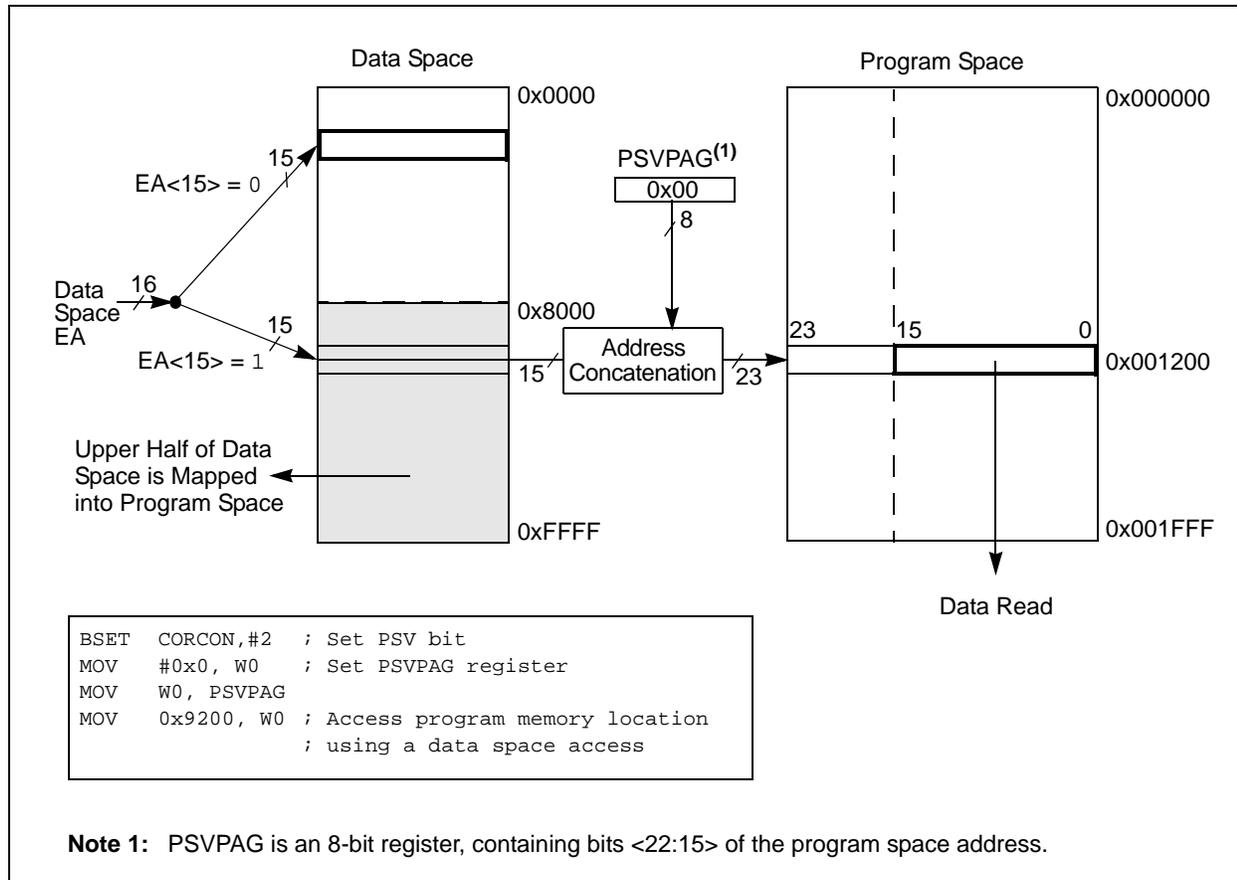 Data Space
Program Space
0x0000
0x000000
15
EA<15> = 0
PSVPAG(1)
0x00
8
16
Data
Space
EA
0x8000
15
EA<15> = 1
15
Address
Concatenation
23
23
15
0
0x001200
Upper Half of Data
Space is Mapped
into Program Space
0xFFFF
0x001FFF
Data Read
BSET CORCON,#2 ; Set PSV bit
MOV #0x0, W0 ; Set PSVPAG register
MOV W0, PSVPAG
MOV 0x9200, W0 ; Access program memory location
; using a data space access
Note 1: PSVPAG is an 8-bit register, containing bits <22:15> of the program space address.